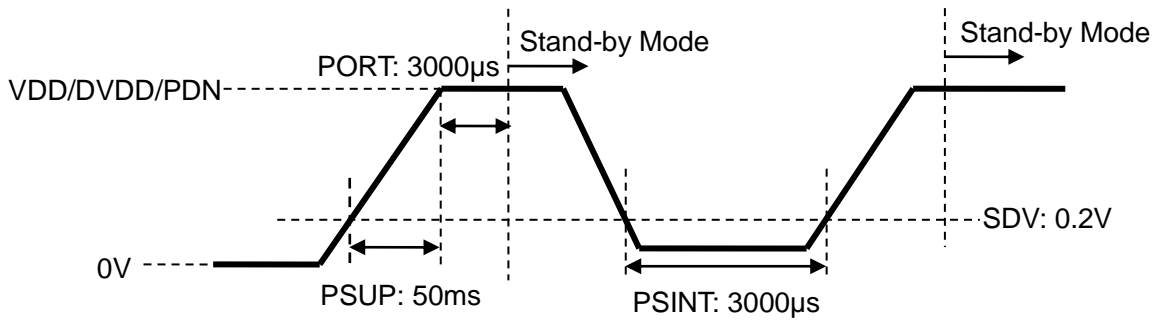 Stand-by Mode
Stand-by Mode
PORT: 3000µs
VDD/DVDD/PDN
SDV: 0.2V
0V
PSUP: 50ms
PSINT: 3000µs